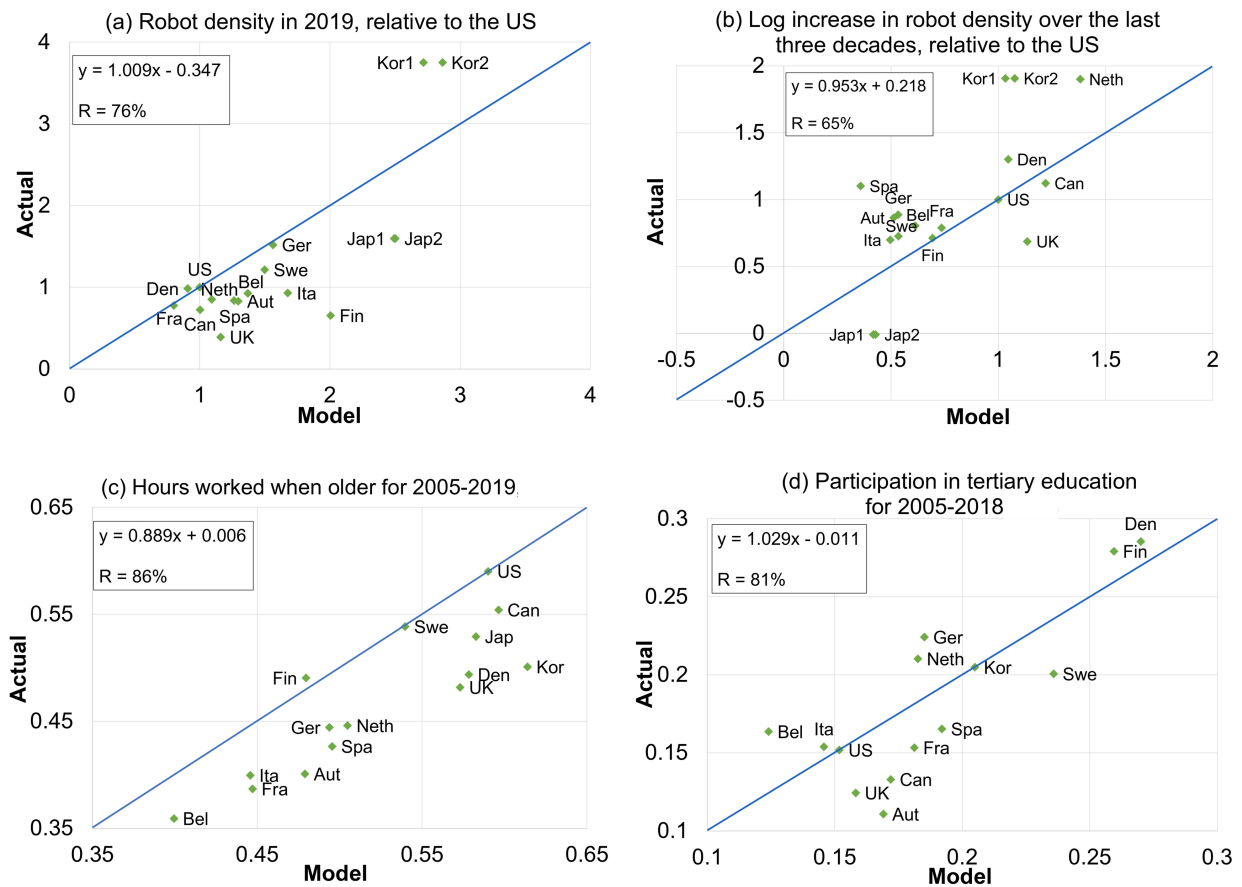 (a) Robot density in 2019, relative to the US
4
y = 1.009x - 0.347
R = 76%
Kor1 Kor2
3
Actual
2
Jap1 Jap2
Ger
Swe
US
Den Neth Bel
1
Ita
Aut
Fra Can Spa
Fin
UK
0
0 1 2 3 4
Model
(b) Log increase in robot density over the last
three decades, relative to the US
2
y = 0.953x + 0.218
R = 65%
Kor1 Kor2 Neth
1.5
Den
Actual
Spa
Can
1
Ger
US
Aut Bel Fra
Swe
Ita
UK
Fin
0.5
0
Jap1 Jap2
-0.5 0 0.5 1 1.5 2
-0.5
Model
(c) Hours worked when older for 2005-2019
0.65
y = 0.889x + 0.006
R = 86%
US
0.55
Can
Swe
Jap
Actual
Kor
Fin
Den
UK
0.45
Ger Neth
Spa
Ita Aut
Fra
Bel
0.35
0.35 0.45 0.55 0.65
Model
(d) Participation in tertiary education
for 2005-2018
0.3
y = 1.029x - 0.011
R = 81%
Den
Fin
0.25
Actual
Ger
Neth
Kor
0.2
Swe
Bel Ita
Spa
0.15
US
Fra
Can
UK
Aut
0.1
0.1 0.15 0.2 0.25 0.3
Model